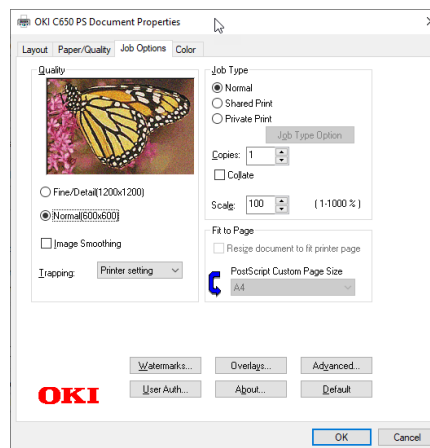 OKI C650 PS Document Properties
Layout Paper/Quality Job Options Color
Quality
Fine/Detail(1200x1200)
Normal(600x600)
Image Smoothing
Trapping: Printer setting
Job Type
Normal
Shared Print
Private Print
Job Type Option
Copies: 1
Collate
Scale: 100 ( 1-1000 % )
Fit to Page
Resize document to fit printer page
PostScript Custom Page Size
A4
Watermarks... Overlays... Advanced...
OKI User Auth... About... Default
OK Cancel